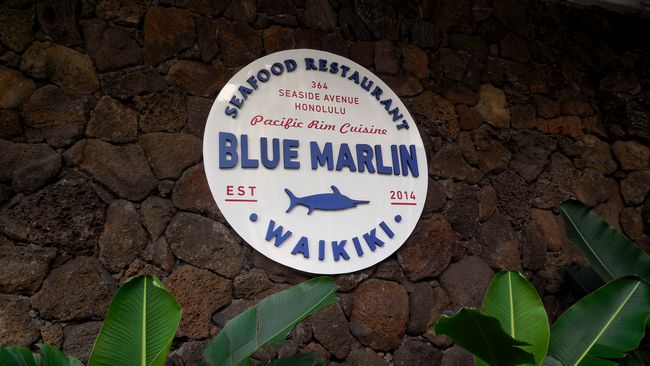 SEAFOOD RESTAURANT
364
SEASIDE AVENUE
HONOLULU
Pacific Rim Cuisine
BLUE MARLIN
EST 2014
• WAIKIKI •